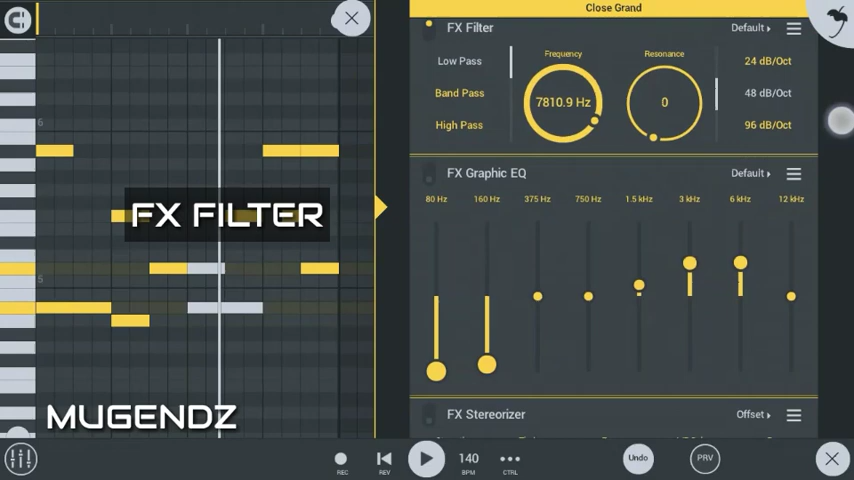 Close Grand
FX Filter
Default
Low Pass
Band Pass
High Pass
Frequency
7810.9 Hz
Resonance
0
24 dB/Oct
48 dB/Oct
96 dB/Oct
6
5
FX FILTER
MUGENDZ
FX Graphic EQ
Default
80 Hz
160 Hz
375 Hz
750 Hz
1.5 kHz
3 kHz
6 kHz
12 kHz
FX Stereorizer
Offset
REC
REV
140
BPM
CTRL
Undo
PRV